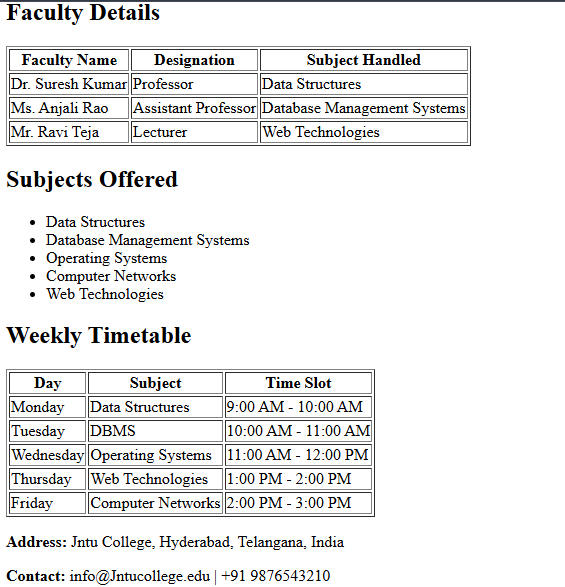 Faculty Details
Faculty Name Designation Subject Handled
Dr. Suresh Kumar Professor Data Structures
Ms. Anjali Rao Assistant Professor Database Management Systems
Mr. Ravi Teja Lecturer Web Technologies
Subjects Offered
Data Structures
Database Management Systems
Operating Systems
Computer Networks
Web Technologies
Weekly Timetable
Day Subject Time Slot
Monday Data Structures 9:00 AM - 10:00 AM
Tuesday DBMS 10:00 AM - 11:00 AM
Wednesday Operating Systems 11:00 AM - 12:00 PM
Thursday Web Technologies 1:00 PM - 2:00 PM
Friday Computer Networks 2:00 PM - 3:00 PM
Address: Jntu College, Hyderabad, Telangana, India
Contact: info@Jntucollege.edu | +91 9876543210